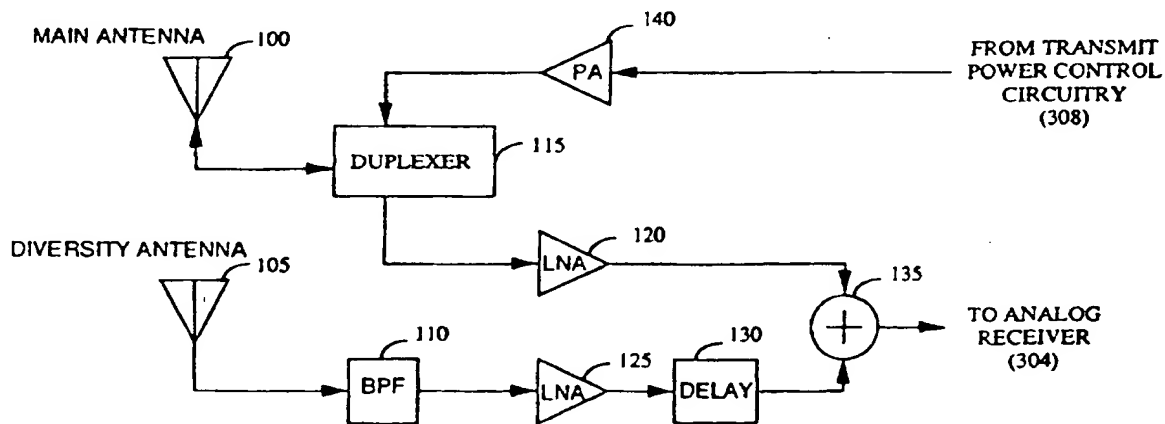 MAIN ANTENNA
100
140
PA
FROM TRANSMIT
POWER CONTROL
CIRCUITRY
(308)
DUPLEXER
115
DIVERSITY ANTENNA
105
LNA
120
135
TO ANALOG
RECEIVER
(304)
110
BPF
125
LNA
130
DELAY